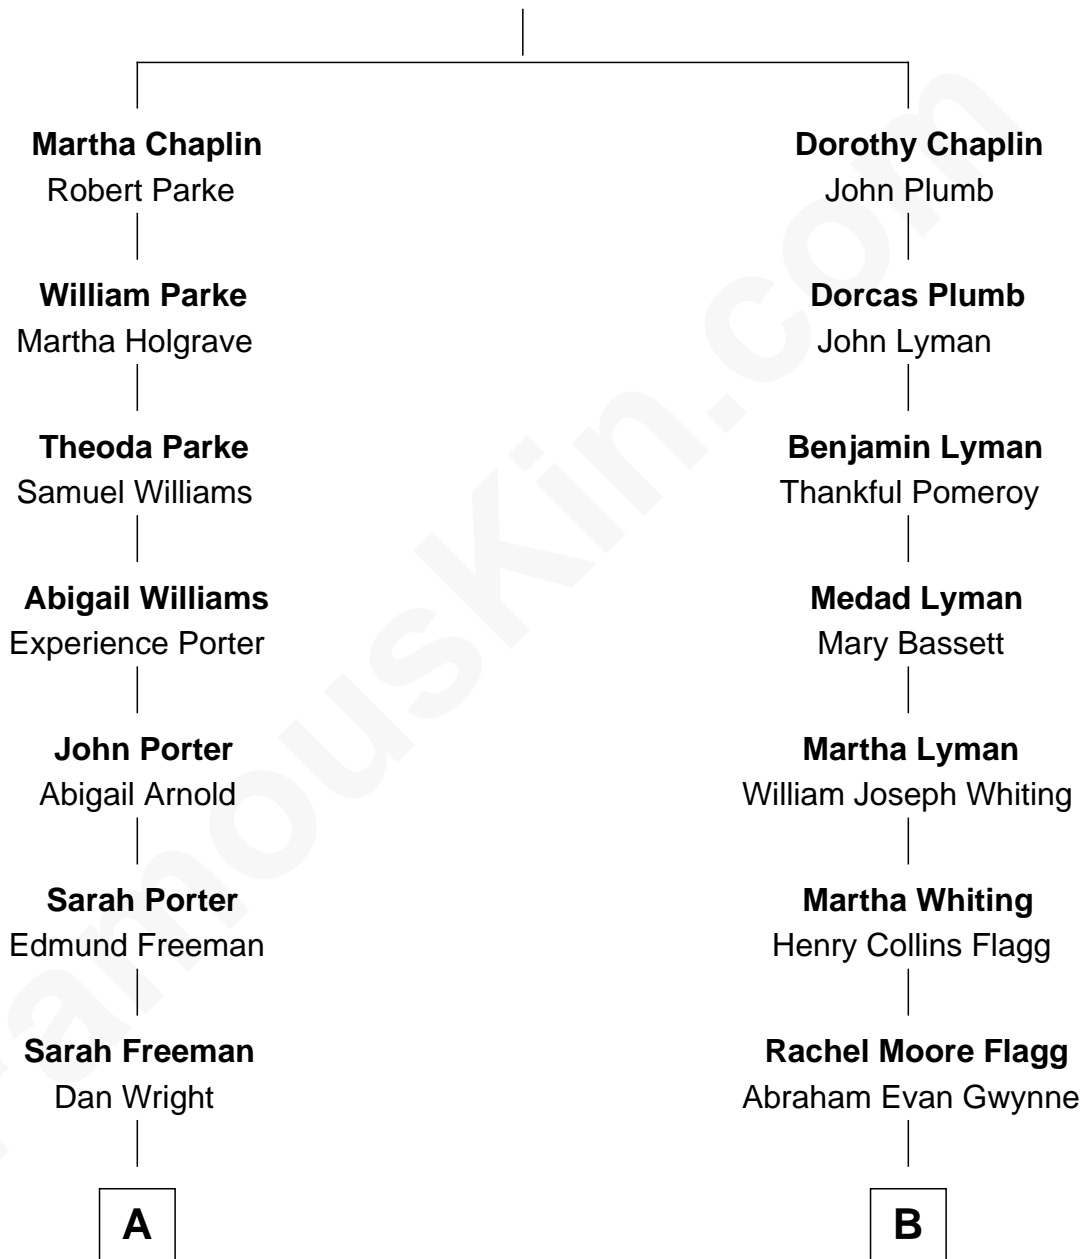 Martha Chaplin
Robert Parke
William Parke
Martha Holgrave
Theoda Parke
Samuel Williams
Abigail Williams
Experience Porter
John Porter
Abigail Arnold
Sarah Porter
Edmund Freeman
Sarah Freeman
Dan Wright
A
Dorothy Chaplin
John Plumb
Dorcas Plumb
John Lyman
Benjamin Lyman
Thankful Pomeroy
Medad Lyman
Mary Bassett
Martha Lyman
William Joseph Whiting
Martha Whiting
Henry Collins Flagg
Rachel Moore Flagg
Abraham Evan Gwynne
B
FamousKin.com